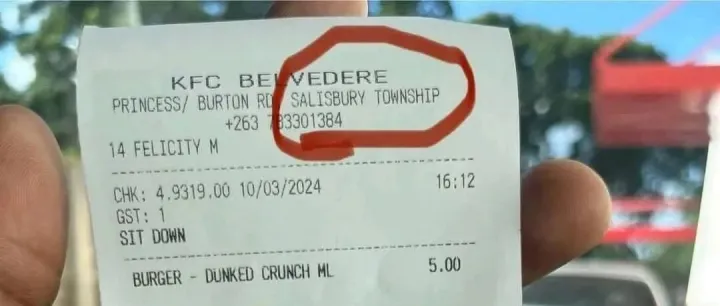 KFC BELVEDERE
PRINCESS/ BURTON RD, SALISBURY TOWNSHIP
+263 783301384
14 FELICITY M
CHK: 4.9319.00 10/03/2024 16:12
GST: 1
SIT DOWN
BURGER - DUNKED CRUNCH ML 5.00